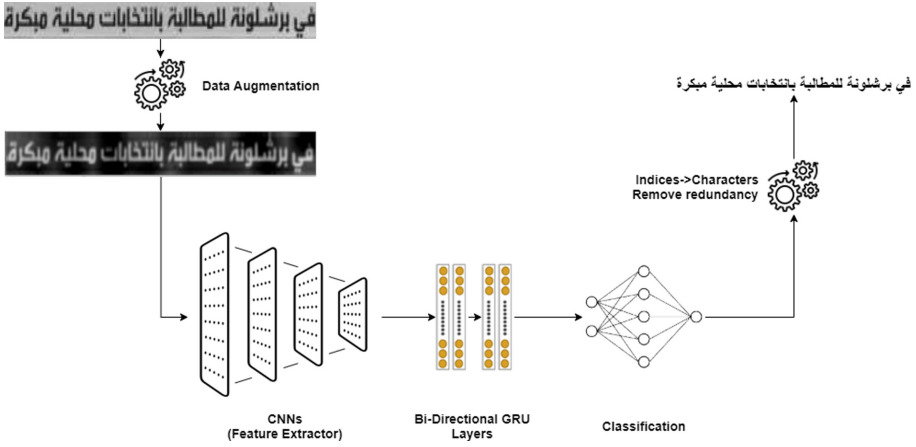 في برشلونة للمطالبة بانتخابات محلية مبكرة
Data Augmentation
في برشلونة للمطالبة بانتخابات محلية مبكرة
CNNs
(Feature Extractor)
Bi-Directional GRU
Layers
Classification
Indices->Characters
Remove redundancy
في برشلونة للمطالبة بانتخابات محلية مبكرة